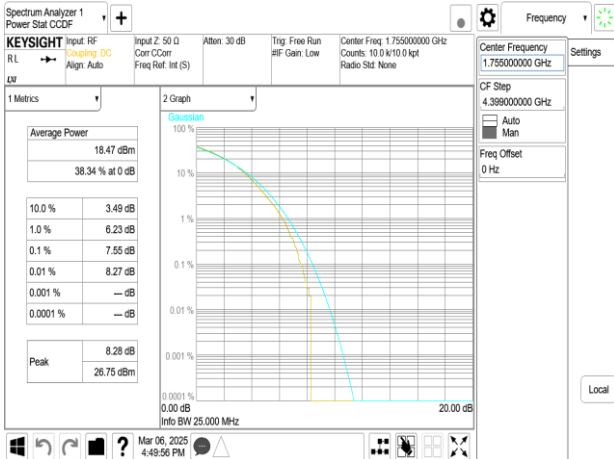 Spectrum Analyzer 1
Power Stat CCDF
+
Frequency
KEYSIGHT
RL
LXI
Input: RF
Coupling: DC
Align: Auto
Input Z: 50 Ω
Corr CCorr
Freq Ref: Int (S)
Atten: 30 dB
Trig: Free Run
#IF Gain: Low
Center Freq: 1.755000000 GHz
Counts: 10.0 k/10.0 kpt
Radio Std: None
Center Frequency
1.755000000 GHz
Settings
CF Step
4.399000000 GHz
Auto
Man
Freq Offset
0 Hz
Local
1 Metrics
Average Power
18.47 dBm
38.34 % at 0 dB
10.0 % 3.49 dB
1.0 % 6.23 dB
0.1 % 7.55 dB
0.01 % 8.27 dB
0.001 % --- dB
0.0001 % --- dB
Peak
8.28 dB
26.75 dBm
2 Graph
Gaussian
100 %
10 %
1 %
0.1 %
0.01 %
0.001 %
0.0001 %
0.00 dB 20.00 dB
Info BW 25.000 MHz
?
Mar 06, 2025
4:49:56 PM